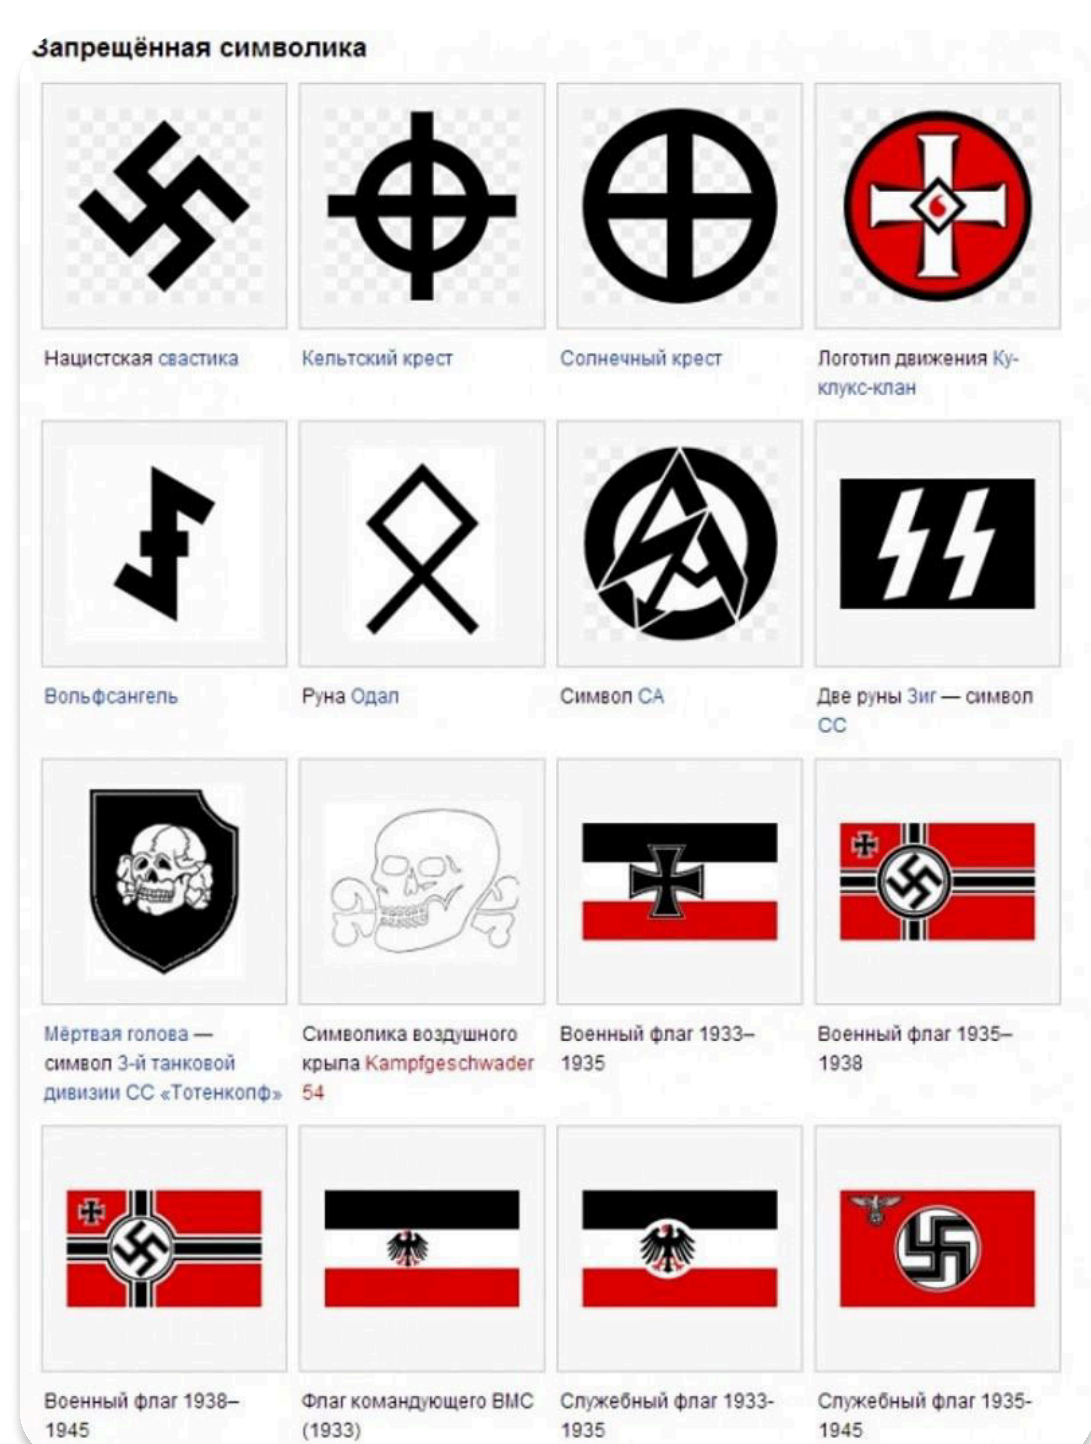 Запрещённая символика
Нацистская свастика
Кельтский крест
Солнечный крест
Логотип движения Ку-
клукс-клан
Вольфсангель
Руна Одал
Символ СА
Две руны Зиг — символ
СС
Мёртвая голова —
символ 3-й танковой
дивизии СС «Тотенкопф»
Символика воздушного
крыла Kampfgeschwader
54
Военный флаг 1933–
1935
Военный флаг 1935–
1938
Военный флаг 1938–
1945
Флаг командующего ВМС
(1933)
Служебный флаг 1933-
1935
Служебный флаг 1935-
1945